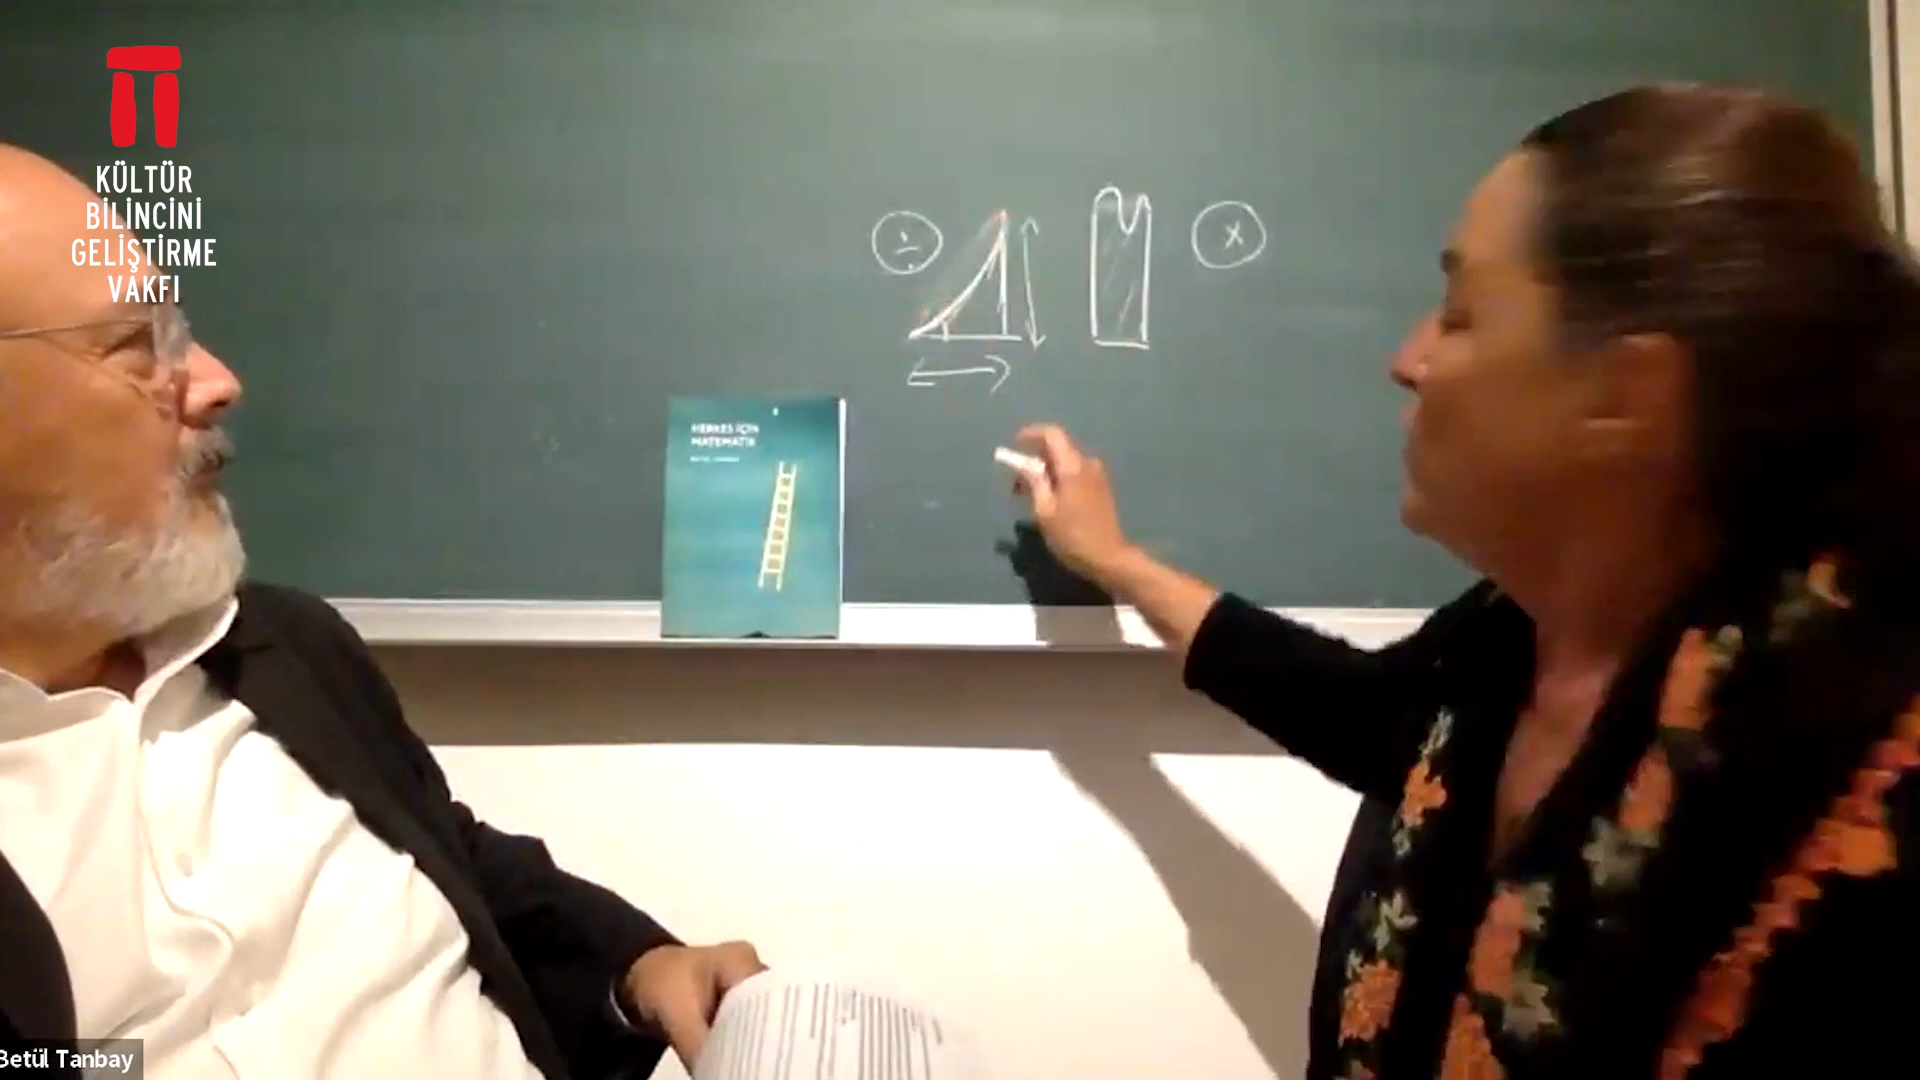 KÜLTÜR
BİLİNCİNİ
GELİŞTİRME
VAKFI
÷
x
HERKES İÇİN
MATEMATİK
Betül Tanbay